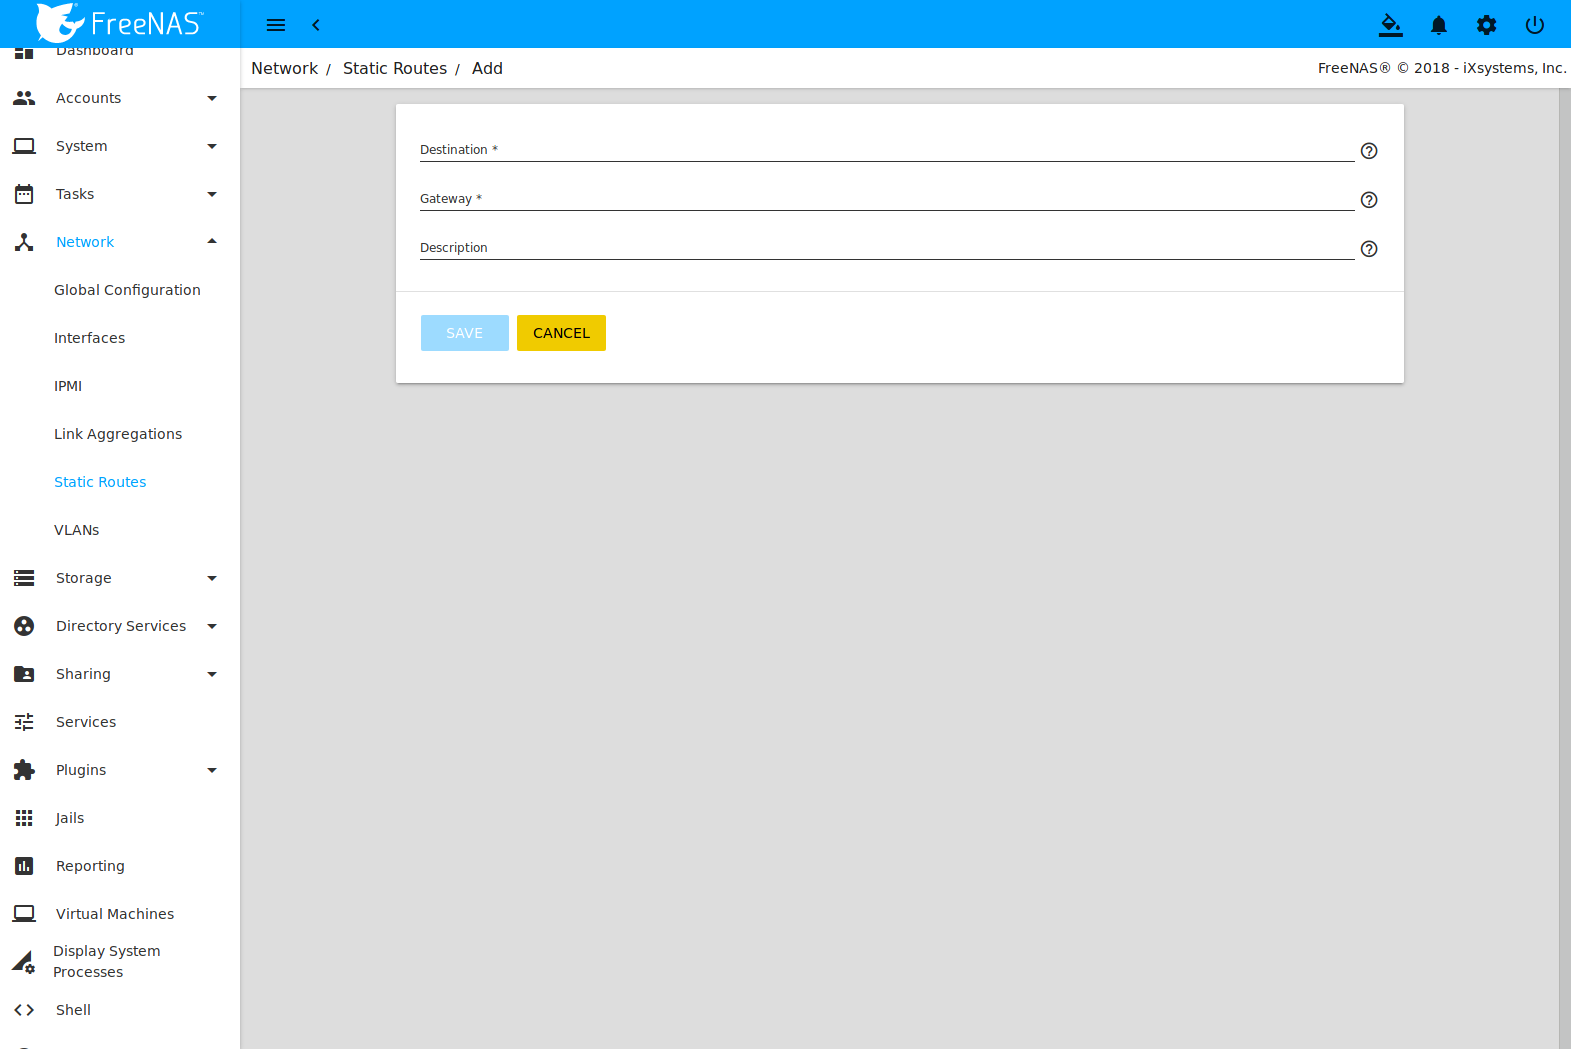 FreeNAS™
Network / Static Routes / Add
FreeNAS® © 2018 - iXsystems, Inc.
Dashboard
Accounts
System
Tasks
Network
Global Configuration
Interfaces
IPMI
Link Aggregations
Static Routes
VLANs
Storage
Directory Services
Sharing
Services
Plugins
Jails
Reporting
Virtual Machines
Display System
Processes
Shell
Destination *
Gateway *
Description
SAVE CANCEL